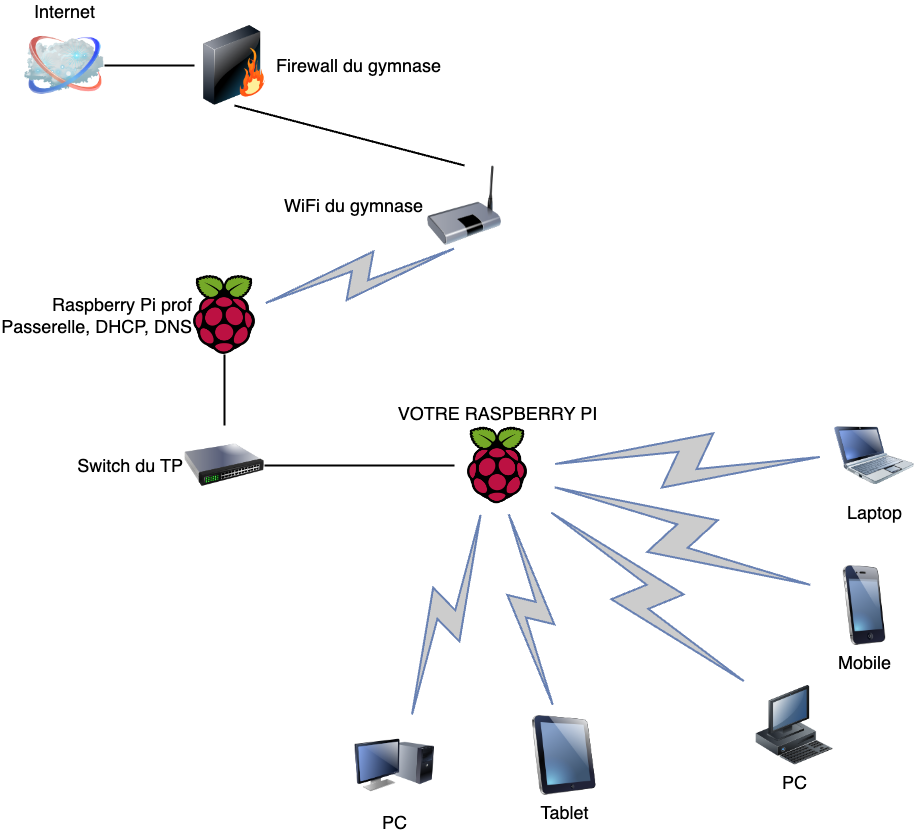 Internet
Firewall du gymnase
WiFi du gymnase
Raspberry Pi prof
Passerelle, DHCP, DNS
VOTRE RASPBERRY PI
Switch du TP
Laptop
Mobile
PC
Tablet
PC